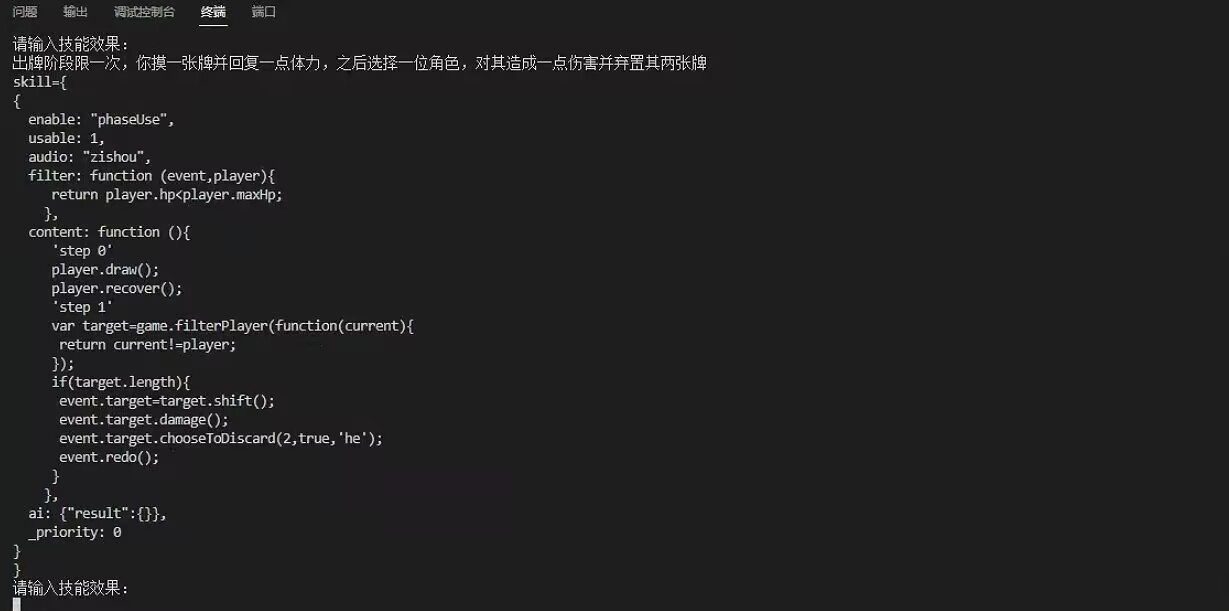 问题 输出 调试控制台 终端 端口
请输入技能效果:
出牌阶段限一次，你摸一张牌并回复一点体力，之后选择一位角色，对其造成一点伤害并弃置其两张牌
skill={
{
  enable: "phaseUse",
  usable: 1,
  audio: "zishou",
  filter: function (event,player){
     return player.hp<player.maxHp;
    },
  content: function (){
     'step 0'
     player.draw();
     player.recover();
     'step 1'
     var target=game.filterPlayer(function(current){
      return current!=player;
     });
     if(target.length){
      event.target=target.shift();
      event.target.damage();
      event.target.chooseToDiscard(2,true,'he');
      event.redo();
     }
    },
  ai: {"result":{}},
  _priority: 0
}
}
请输入技能效果: